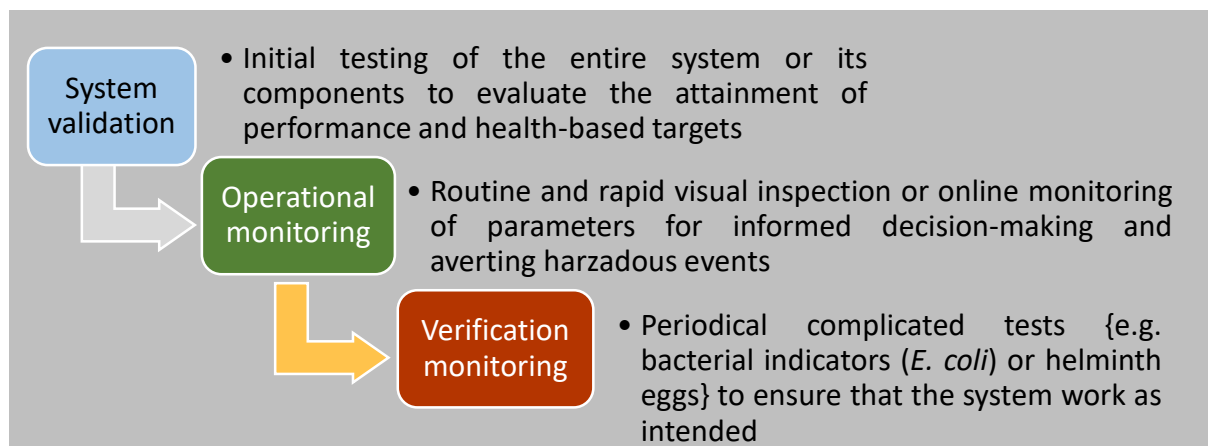 System
validation
• Initial testing of the entire system or its
components to evaluate the attainment of
performance and health-based targets
Operational
monitoring
• Routine and rapid visual inspection or online monitoring
of parameters for informed decision-making and
averting harzadous events
Verification
monitoring
• Periodical complicated tests {e.g.
bacterial indicators (E. coli) or helminth
eggs} to ensure that the system work as
intended